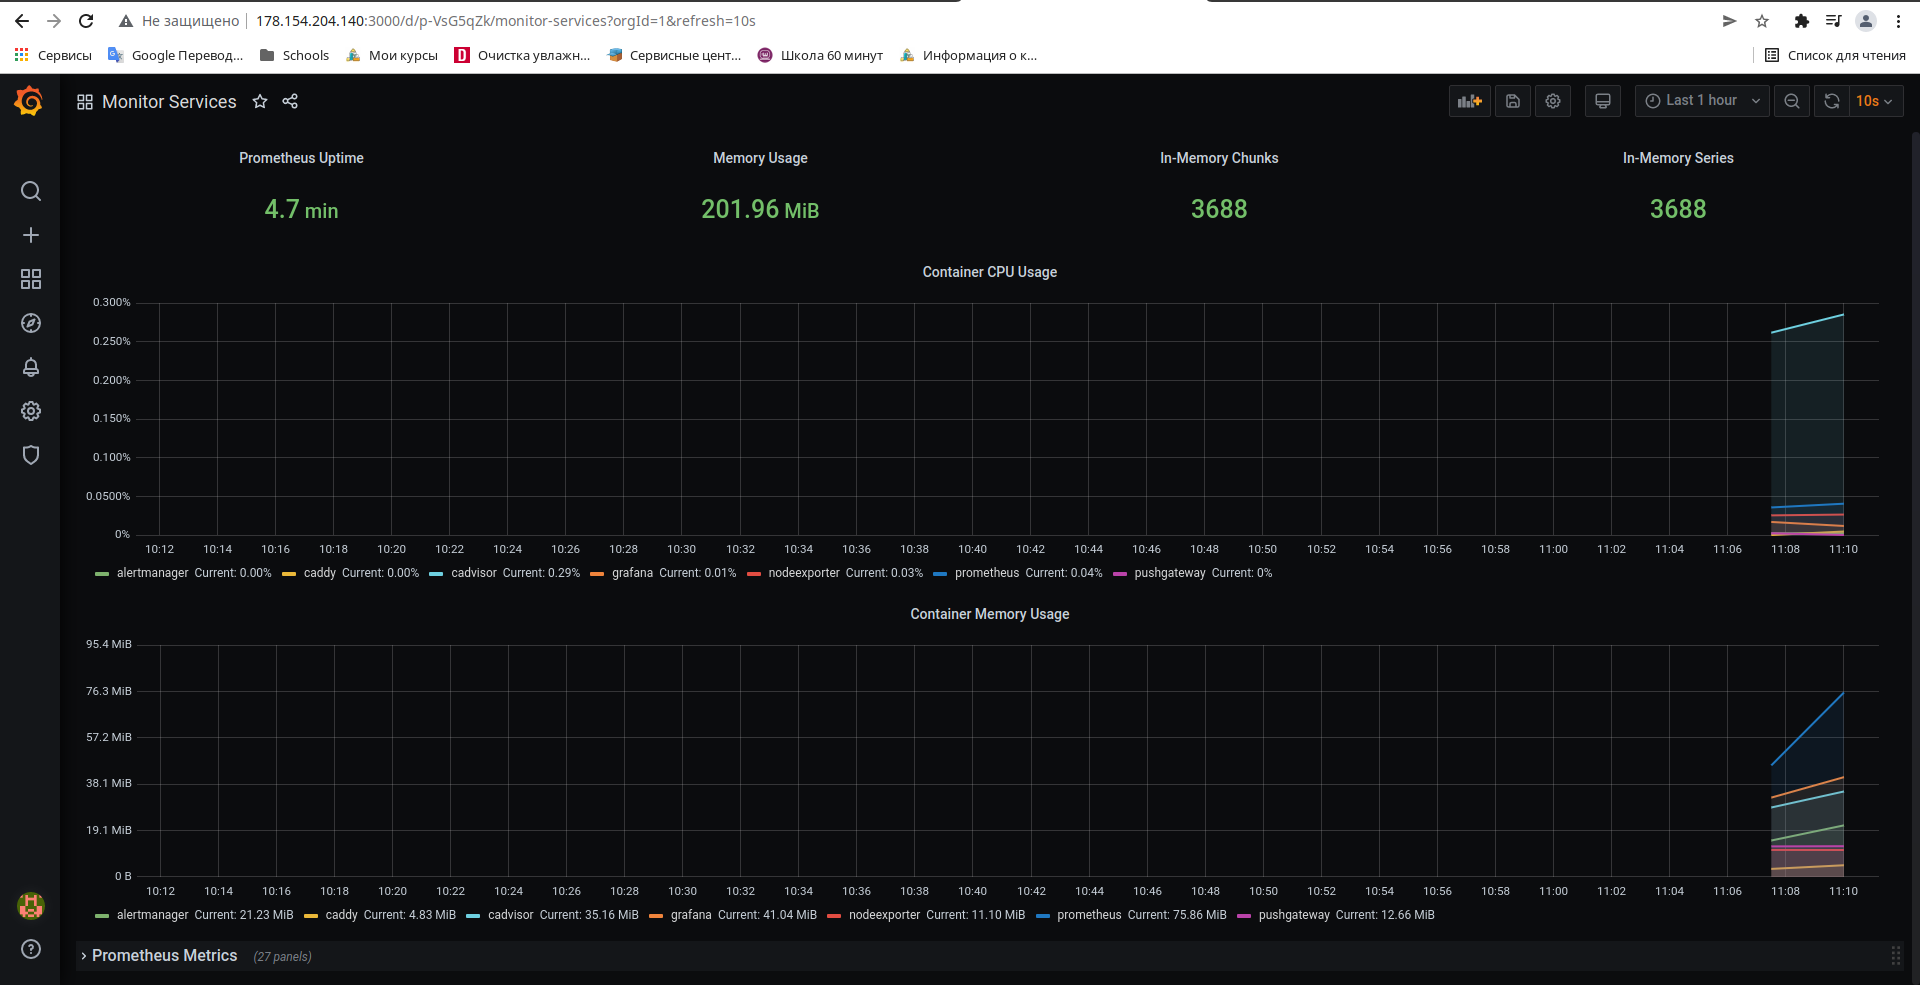 Не защищено 178.154.204.140:3000/d/p-VsG5qZk/monitor-services?orgId=1&refresh=10s
Сервисы Google Перевод... Schools Мои курсы D Очистка увлажн... Сервисные цент... Школа 60 минут Информация о к... Список для чтения
Monitor Services Last 1 hour 10s
Prometheus Uptime Memory Usage In-Memory Chunks In-Memory Series
4.7 min 201.96 MiB 3688 3688
Container CPU Usage
0.300%
0.250%
0.200%
0.150%
0.100%
0.0500%
0%
10:12 10:14 10:16 10:18 10:20 10:22 10:24 10:26 10:28 10:30 10:32 10:34 10:36 10:38 10:40 10:42 10:44 10:46 10:48 10:50 10:52 10:54 10:56 10:58 11:00 11:02 11:04 11:06 11:08 11:10
alertmanager Current: 0.00% caddy Current: 0.00% cadvisor Current: 0.29% grafana Current: 0.01% nodeexporter Current: 0.03% prometheus Current: 0.04% pushgateway Current: 0%
Container Memory Usage
95.4 MiB
76.3 MiB
57.2 MiB
38.1 MiB
19.1 MiB
0 B
10:12 10:14 10:16 10:18 10:20 10:22 10:24 10:26 10:28 10:30 10:32 10:34 10:36 10:38 10:40 10:42 10:44 10:46 10:48 10:50 10:52 10:54 10:56 10:58 11:00 11:02 11:04 11:06 11:08 11:10
alertmanager Current: 21.23 MiB caddy Current: 4.83 MiB cadvisor Current: 35.16 MiB grafana Current: 41.04 MiB nodeexporter Current: 11.10 MiB prometheus Current: 75.86 MiB pushgateway Current: 12.66 MiB
Prometheus Metrics (27 panels)